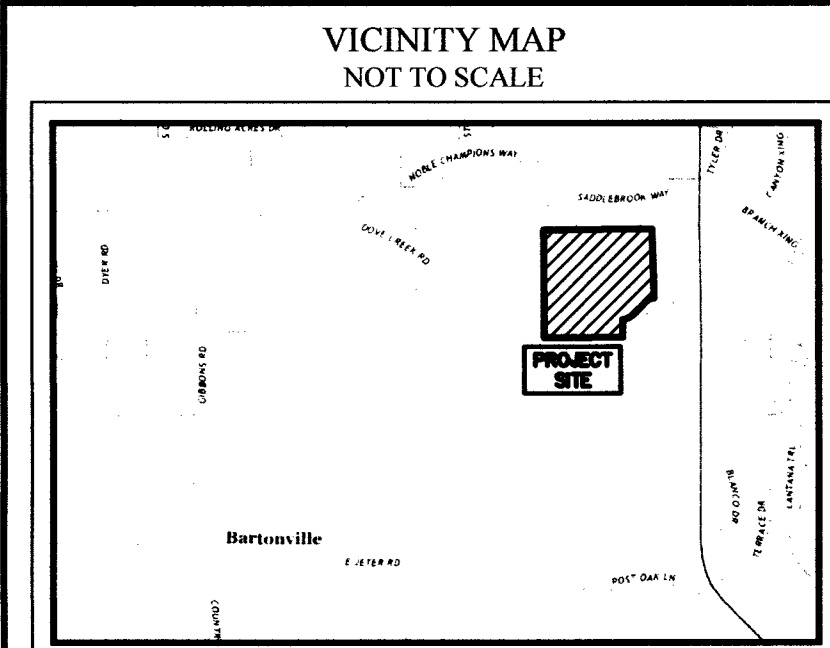 VICINITY MAP
NOT TO SCALE
ROLLING ACRES DR
NOBLE CHAMPIONS WAY
TYLER DR
CANYON XING
SADDLEBROOK WAY
BRANCH XING
DOVE CREEK RD
DYER RD
GIBBONS RD
PROJECT
SITE
LANTANA TRL
BLANCO DR
TERRACE DR
Bartonville
E JETER RD
POST OAK LN